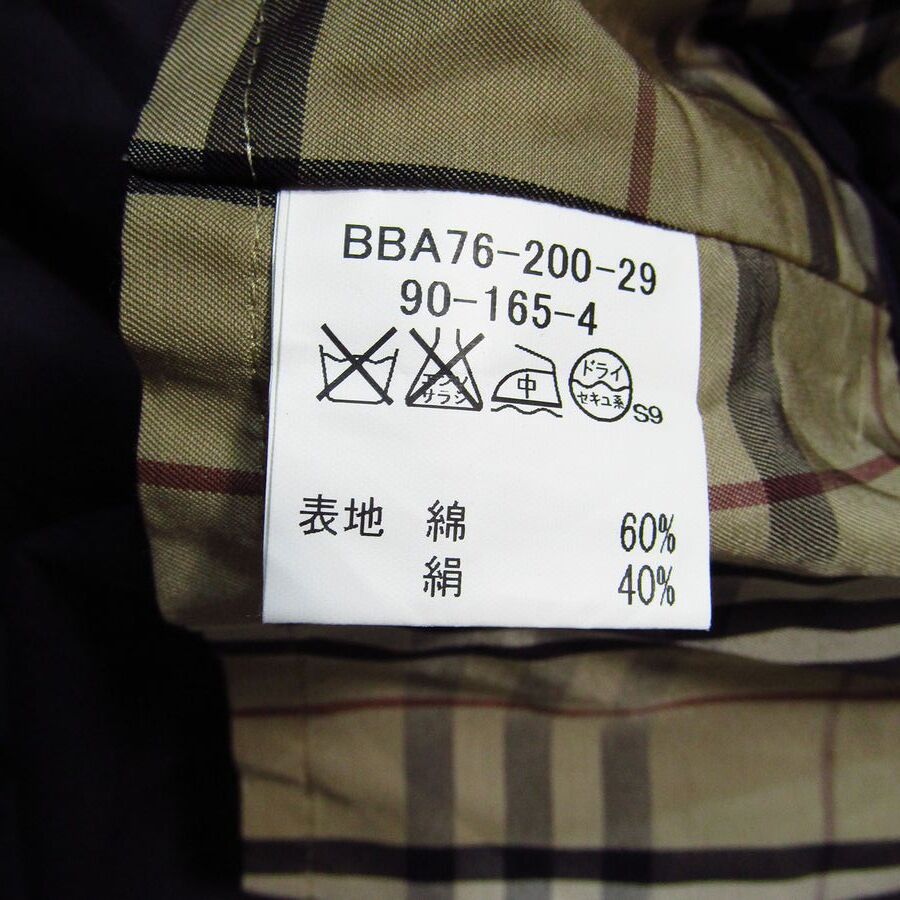 BBA76-200-29
90-165-4
エンソ サラシ 中 ドライ セキユ系 S9
表地 綿 60%
絹 40%